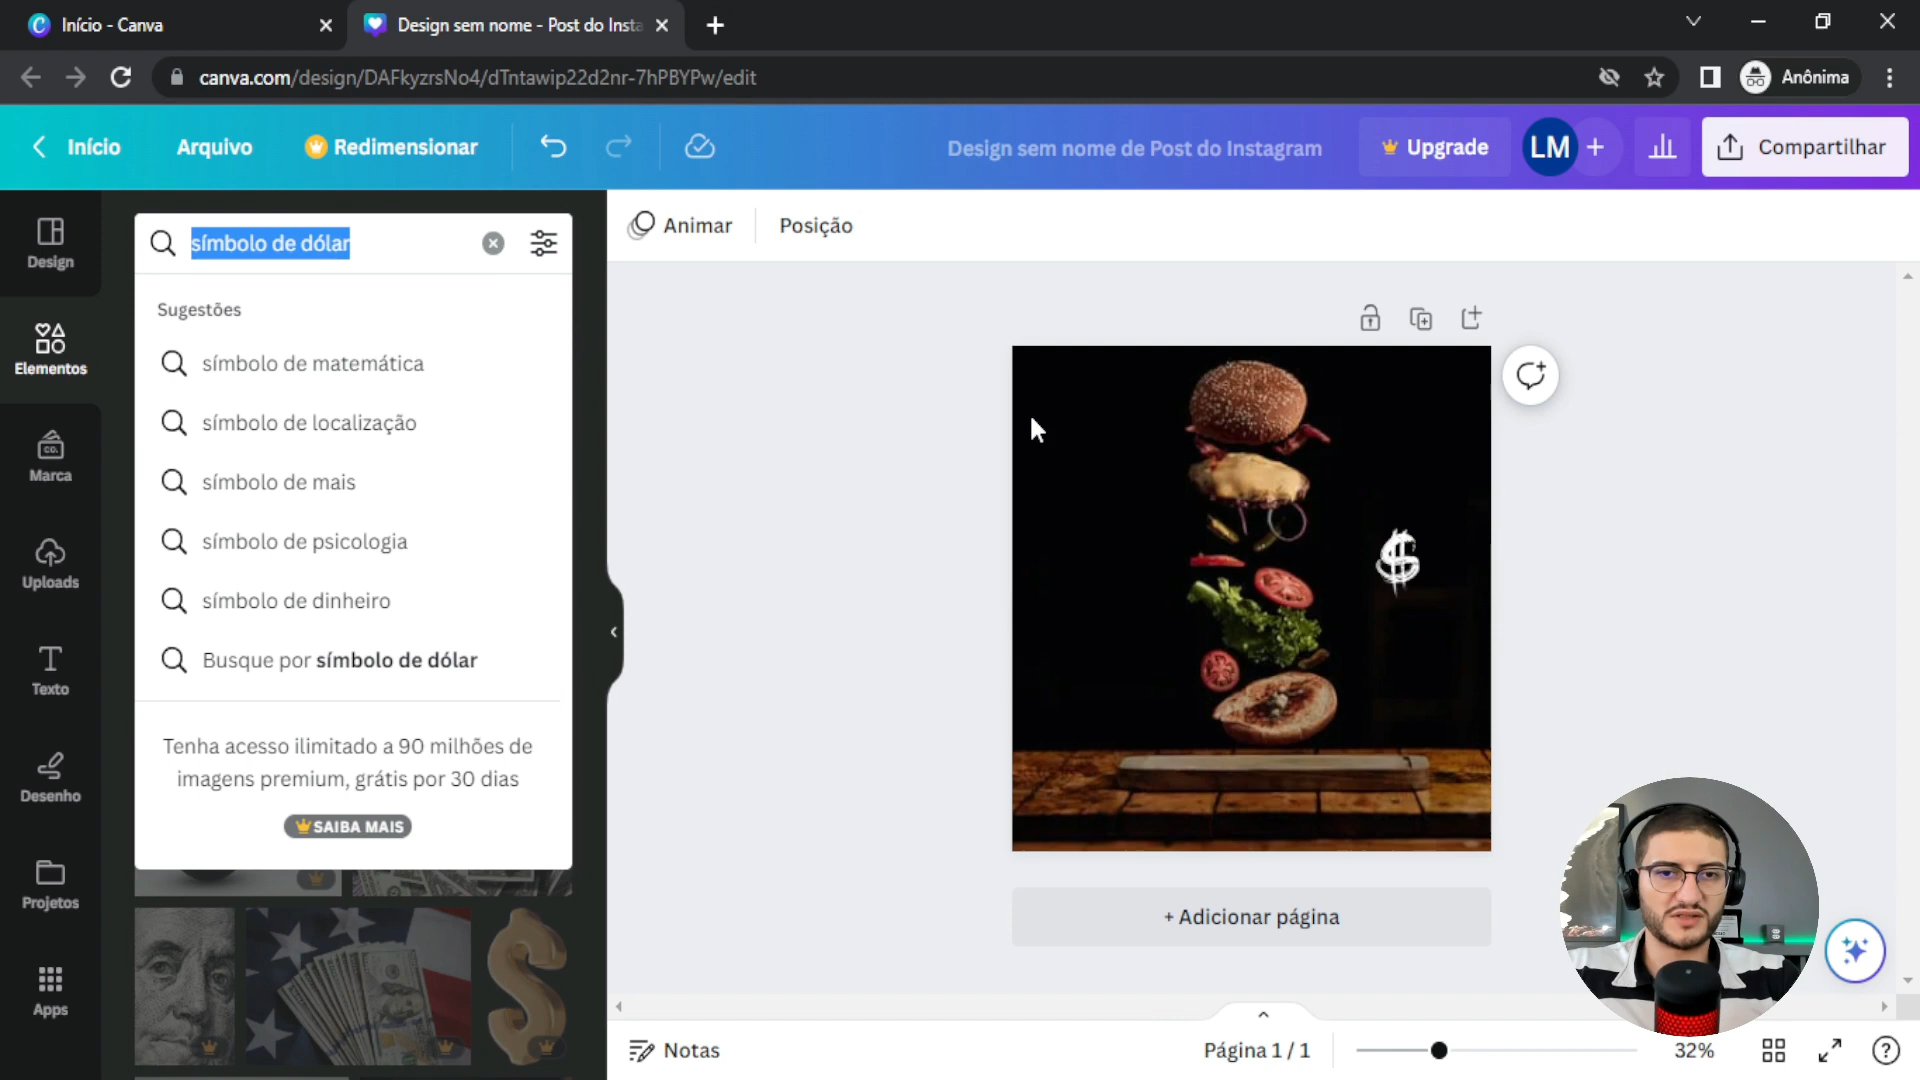 Início - Canva
Design sem nome - Post do Insta
canva.com/design/DAFkyzrsNo4/dTntawip22d2nr-7hPBYPw/edit
Anônima
Início
Arquivo
Redimensionar
Design sem nome de Post do Instagram
Upgrade
LM
Compartilhar
Design
Elementos
Marca
CO.
Uploads
Texto
Desenho
Projetos
Apps
símbolo de dólar
Sugestões
símbolo de matemática
símbolo de localização
símbolo de mais
símbolo de psicologia
símbolo de dinheiro
Busque por símbolo de dólar
Tenha acesso ilimitado a 90 milhões de
imagens premium, grátis por 30 dias
SAIBA MAIS
Animar
Posição
$
+ Adicionar página
Notas
Página 1 / 1
32%